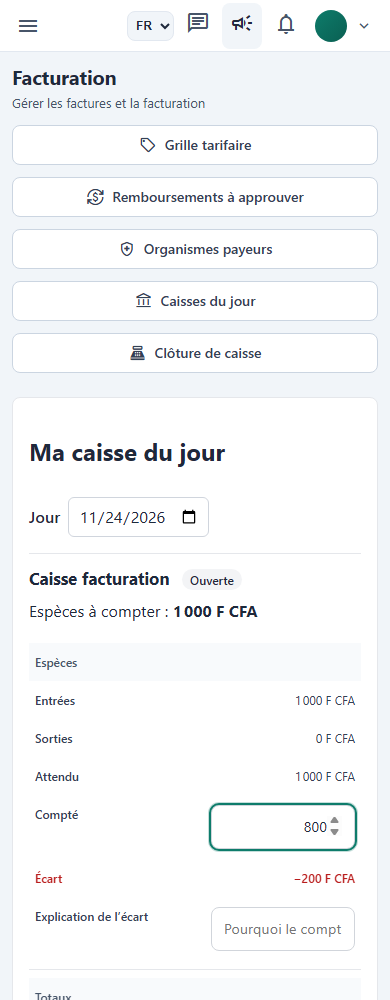 FR
Facturation
Gérer les factures et la facturation
Grille tarifaire
Remboursements à approuver
Organismes payeurs
Caisses du jour
Clôture de caisse
Ma caisse du jour
Jour 11/24/2026
Caisse facturation Ouverte
Espèces à compter : 1 000 F CFA
Espèces
Entrées 1 000 F CFA
Sorties 0 F CFA
Attendu 1 000 F CFA
Compté 800
Écart −200 F CFA
Explication de l’écart Pourquoi le compt
Totaux